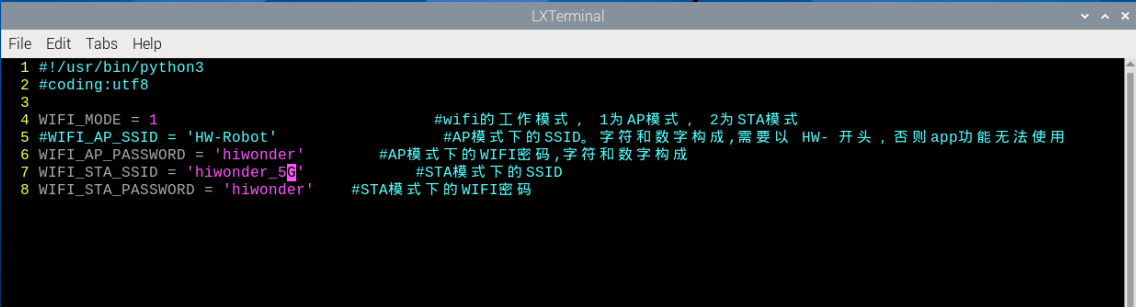 LXTerminal
File Edit Tabs Help
1 #!/usr/bin/python3
2 #coding:utf8
3
4 WIFI_MODE = 1 #wifi的工作模式，1为AP模式，2为STA模式
5 #WIFI_AP_SSID = 'HW-Robot' #AP模式下的SSID。字符和数字构成,需要以 HW- 开头，否则app功能无法使用
6 WIFI_AP_PASSWORD = 'hiwonder' #AP模式下的WIFI密码,字符和数字构成
7 WIFI_STA_SSID = 'hiwonder_5G' #STA模式下的SSID
8 WIFI_STA_PASSWORD = 'hiwonder' #STA模式下的WIFI密码